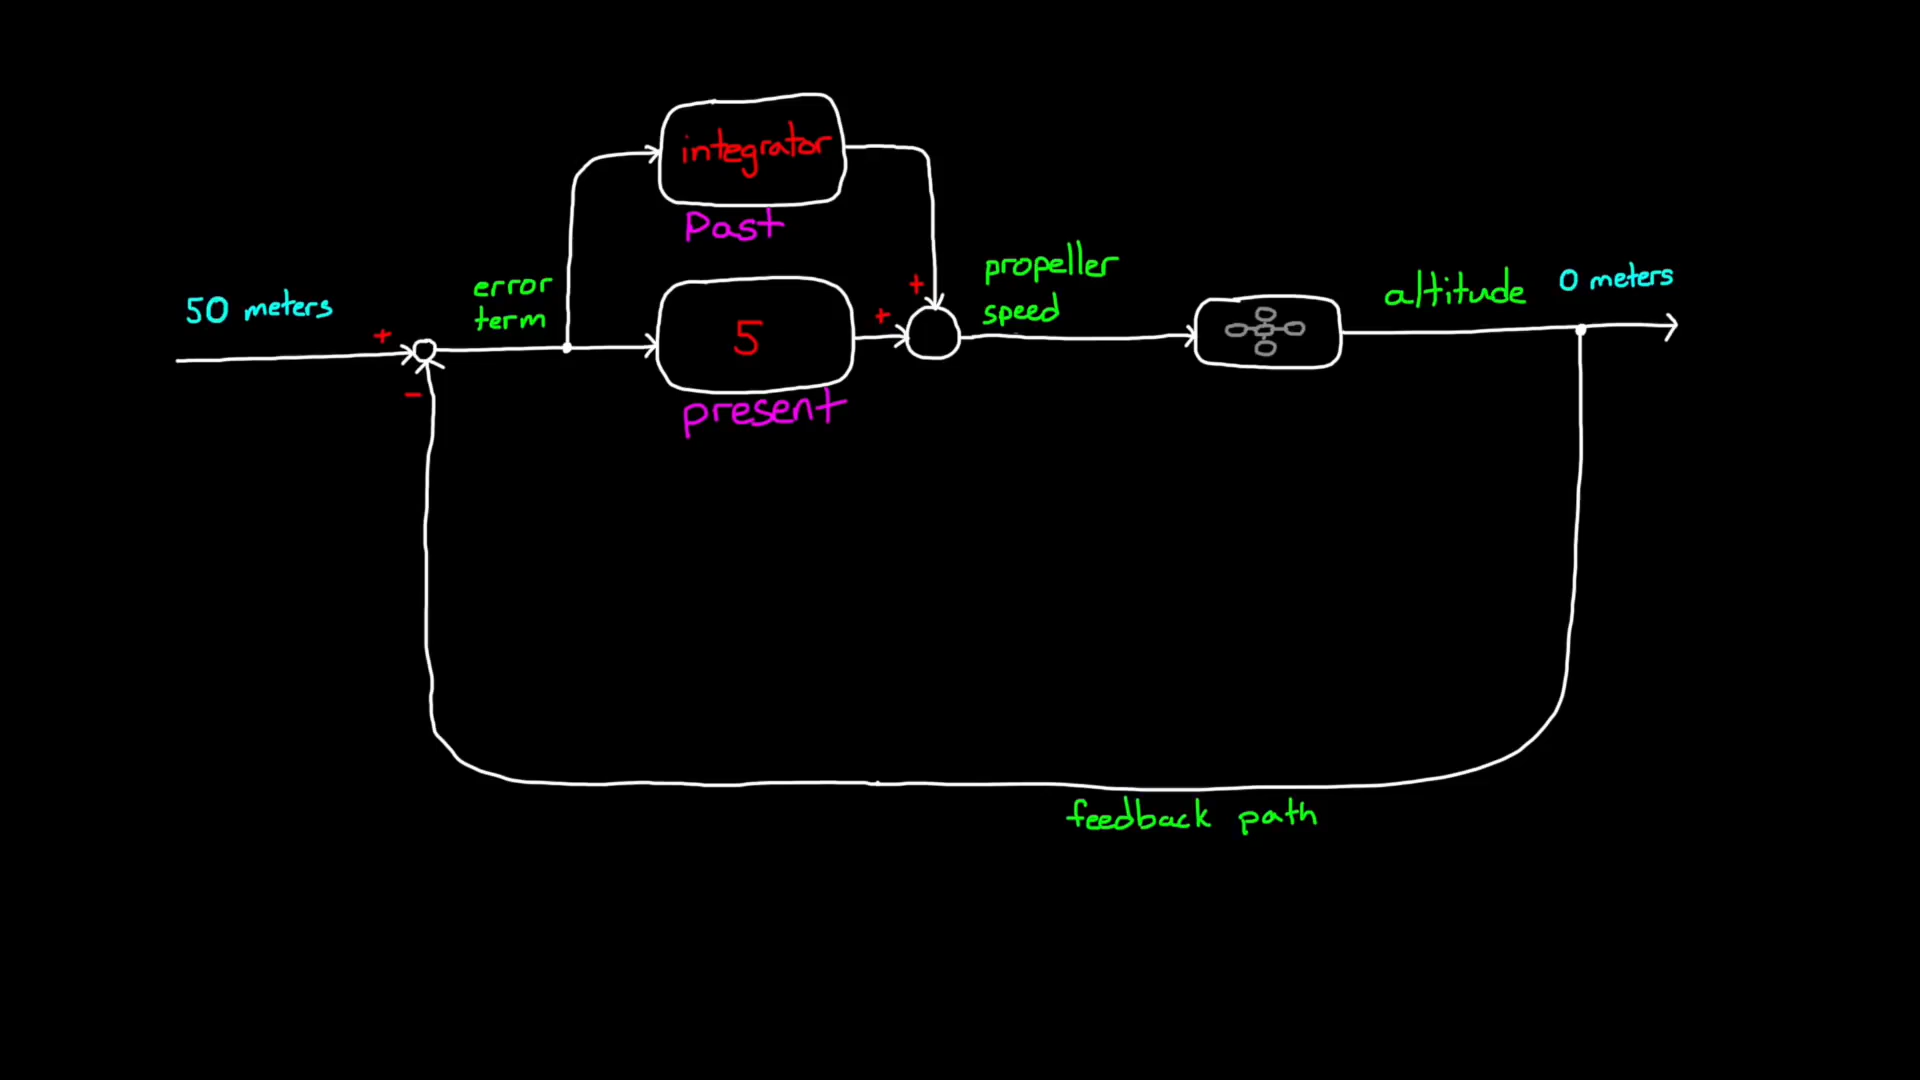 integrator
Past
propeller
speed
altitude
0 meters
50 meters
error
term
+
+
+
-
5
present
feedback path